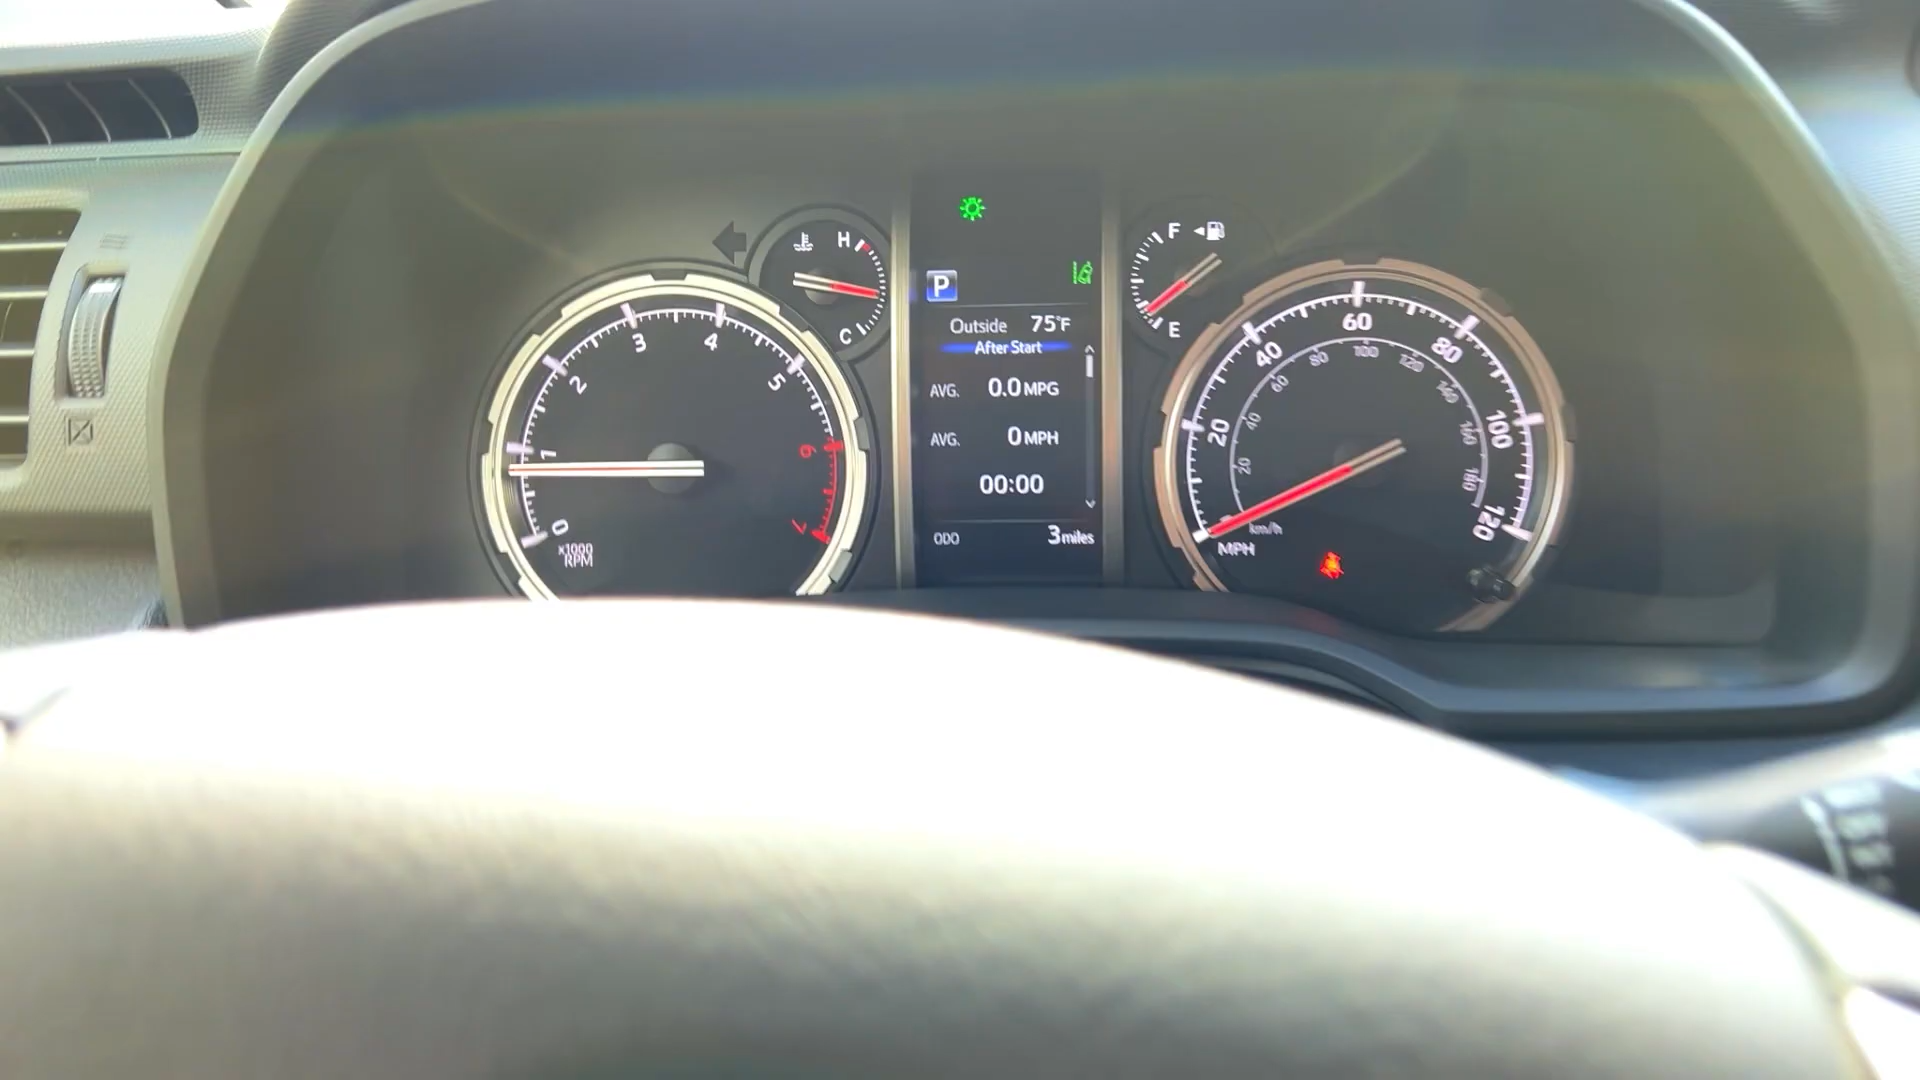 H
C
0
1
2
3
4
5
6
7
x1000
RPM
P
Outside 75°F
After Start
AVG. 0.0 MPG
AVG. 0 MPH
00:00
ODO 3 miles
F
E
20
40
60
80
100
120
20
40
60
80
100
120
140
160
180
km/h
MPH